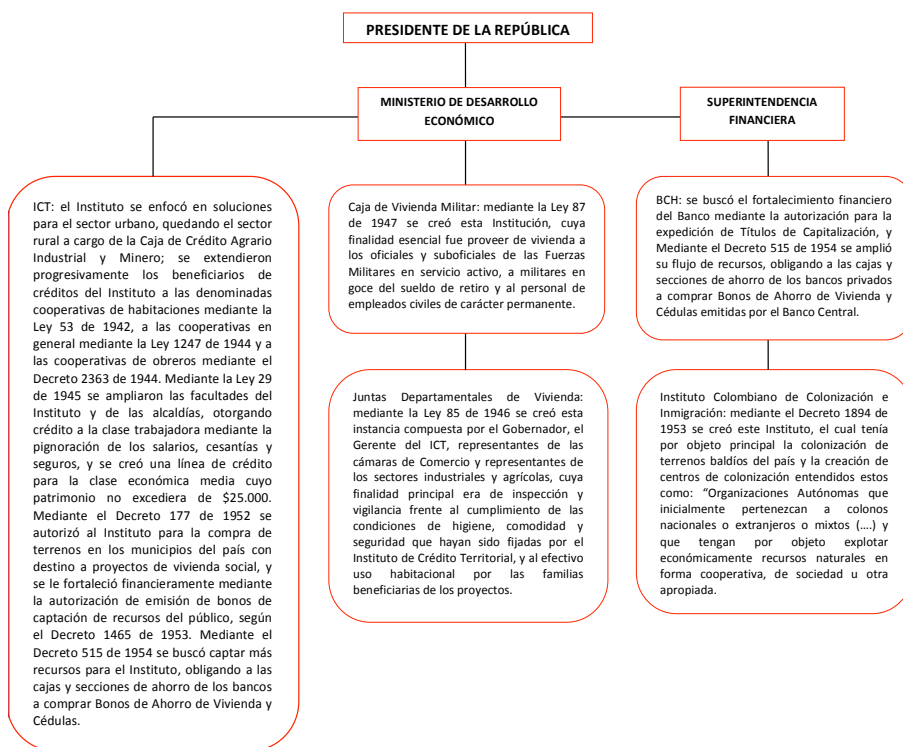 PRESIDENTE DE LA REPÚBLICA
MINISTERIO DE DESARROLLO
ECONÓMICO
SUPERINTENDENCIA
FINANCIERA
ICT: el Instituto se enfocó en soluciones
para el sector urbano, quedando el sector
rural a cargo de la Caja de Crédito Agrario
Industrial y Minero; se extendieron
progresivamente los beneficiarios de
créditos del Instituto a las denominadas
cooperativas de habitaciones mediante la
Ley 53 de 1942, a las cooperativas en
general mediante la Ley 1247 de 1944 y a
las cooperativas de obreros mediante el
Decreto 2363 de 1944. Mediante la Ley 29
de 1945 se ampliaron las facultades del
Instituto y de las alcaldías, otorgando
crédito a la clase trabajadora mediante la
pignoración de los salarios, cesantías y
seguros, y se creó una línea de crédito
para la clase económica media cuyo
patrimonio no excediera de $25.000.
Mediante el Decreto 177 de 1952 se
autorizó al Instituto para la compra de
terrenos en los municipios del país con
destino a proyectos de vivienda social, y
se le fortaleció financieramente mediante
la autorización de emisión de bonos de
captación de recursos del público, según
el Decreto 1465 de 1953. Mediante el
Decreto 515 de 1954 se buscó captar más
recursos para el Instituto, obligando a las
cajas y secciones de ahorro de los bancos
a comprar Bonos de Ahorro de Vivienda y
Cédulas.
Caja de Vivienda Militar: mediante la Ley 87
de 1947 se creó esta Institución, cuya
finalidad esencial fue proveer de vivienda a
los oficiales y suboficiales de las Fuerzas
Militares en servicio activo, a militares en
goce del sueldo de retiro y al personal de
empleados civiles de carácter permanente.
Juntas Departamentales de Vivienda:
mediante la Ley 85 de 1946 se creó esta
instancia compuesta por el Gobernador, el
Gerente del ICT, representantes de las
cámaras de Comercio y representantes de
los sectores industriales y agrícolas, cuya
finalidad principal era de inspección y
vigilancia frente al cumplimiento de las
condiciones de higiene, comodidad y
seguridad que hayan sido fijadas por el
Instituto de Crédito Territorial, y al efectivo
uso habitacional por las familias
beneficiarias de los proyectos.
BCH: se buscó el fortalecimiento financiero
del Banco mediante la autorización para la
expedición de Títulos de Capitalización, y
Mediante el Decreto 515 de 1954 se amplió
su flujo de recursos, obligando a las cajas y
secciones de ahorro de los bancos privados
a comprar Bonos de Ahorro de Vivienda y
Cédulas emitidas por el Banco Central.
Instituto Colombiano de Colonización e
Inmigración: mediante el Decreto 1894 de
1953 se creó este Instituto, el cual tenía
por objeto principal la colonización de
terrenos baldíos del país y la creación de
centros de colonización entendidos estos
como: “Organizaciones Autónomas que
inicialmente pertenezcan a colonos
nacionales o extranjeros o mixtos (....) y
que tengan por objeto explotar
económicamente recursos naturales en
forma cooperativa, de sociedad u otra
apropiada.